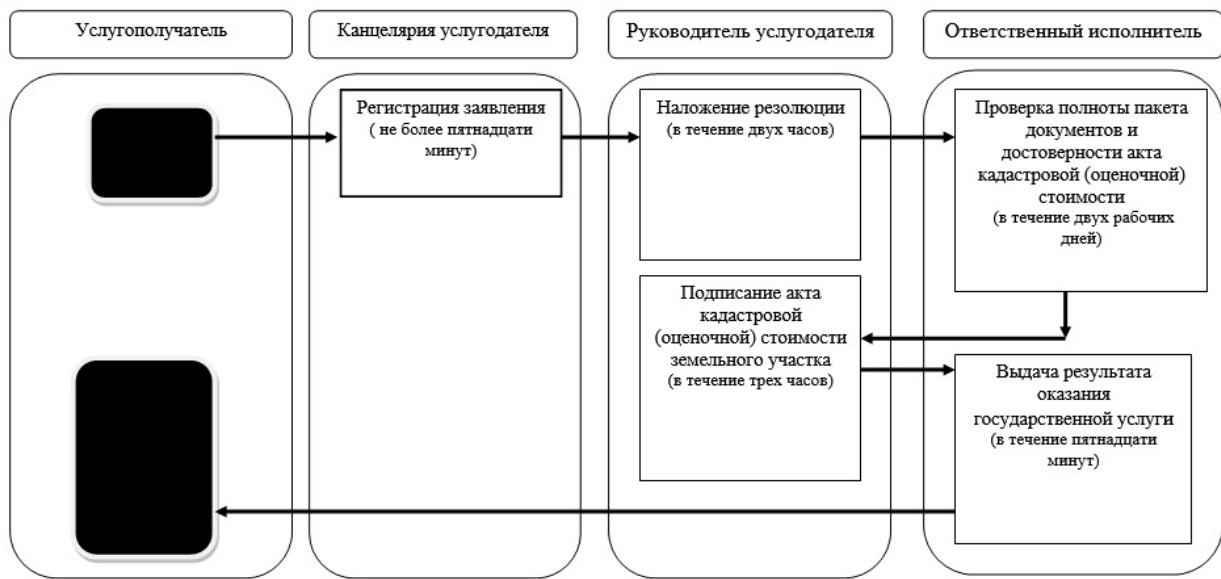 Услугополучатель
Канцелярия услугодателя
Руководитель услугодателя
Ответственный исполнитель
Регистрация заявления
( не более пятнадцати
минут)
Наложение резолюции
(в течение двух часов)
Проверка полноты пакета
документов и
достоверности акта
кадастровой (оценочной)
стоимости
(в течение двух рабочих
дней)
Подписание акта
кадастровой
(оценочной) стоимости
земельного участка
(в течение трех часов)
Выдача результата
оказания
государственной услуги
(в течение пятнадцати
минут)